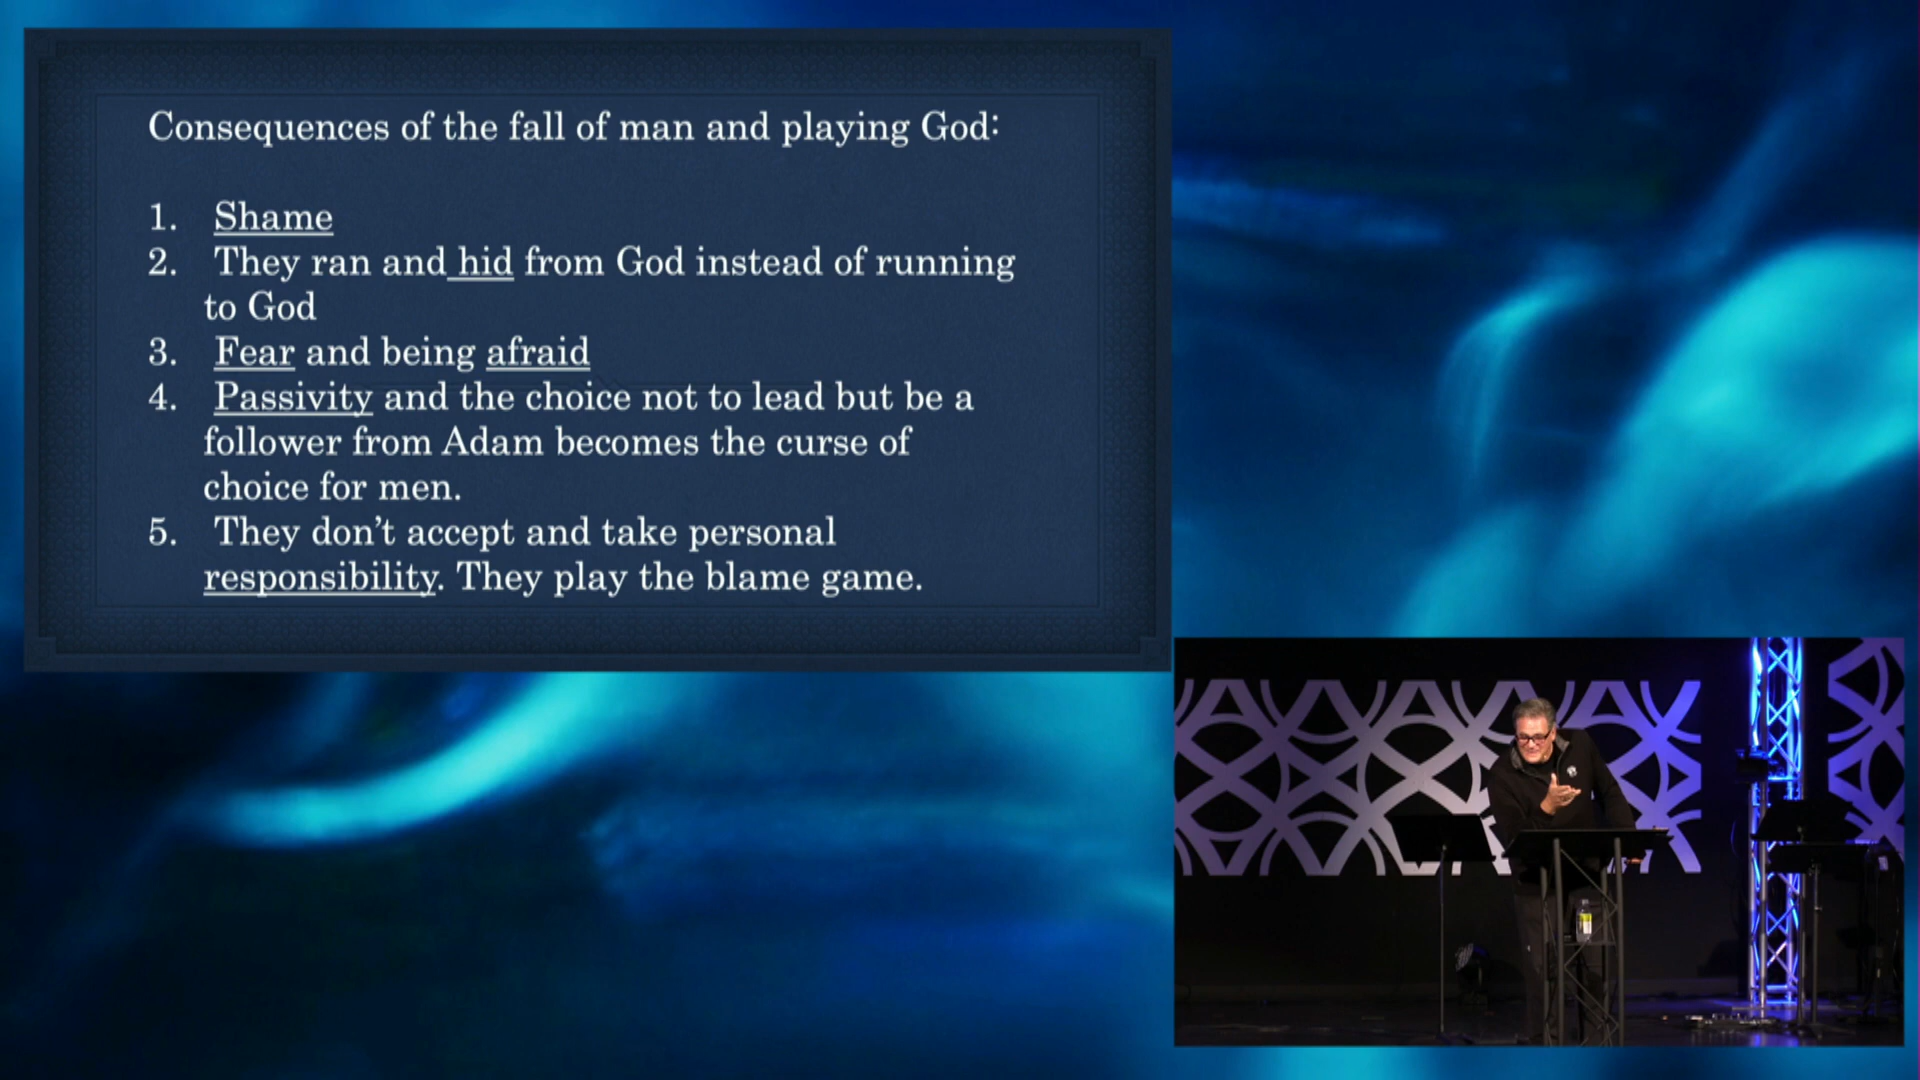 Consequences of the fall of man and playing God:
1. Shame
2. They ran and hid from God instead of running
to God
3. Fear and being afraid
4. Passivity and the choice not to lead but be a
follower from Adam becomes the curse of
choice for men.
5. They don't accept and take personal
responsibility. They play the blame game.